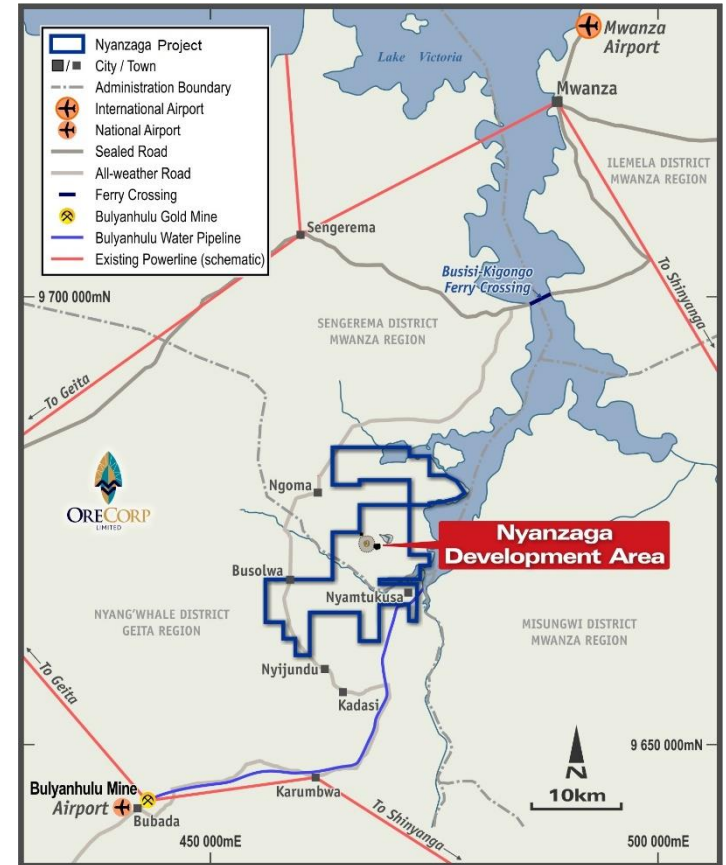 Nyanzaga Project
City / Town
Administration Boundary
International Airport
National Airport
Sealed Road
All-weather Road
Ferry Crossing
Bulyanhulu Gold Mine
Bulyanhulu Water Pipeline
Existing Powerline (schematic)
Lake Victoria
Mwanza
Airport
Mwanza
ILEMELA DISTRICT
MWANZA REGION
Sengerema
To Shinyanga
Busisi-Kigongo
Ferry Crossing
9 700 000mN
SENGEREMA DISTRICT
MWANZA REGION
To Geita
ORECORP
LIMITED
Ngoma
Nyanzaga
Development Area
Busolwa
Nyamtukusa
NYANG'WHALE DISTRICT
GEITA REGION
MISUNGWI DISTRICT
MWANZA REGION
To Geita
Nyijundu
Kadasi
N
10km
9 650 000mN
Bulyanhulu Mine
Airport
Bubada
Karumbwa
To Shinyanga
450 000mE
500 000mE